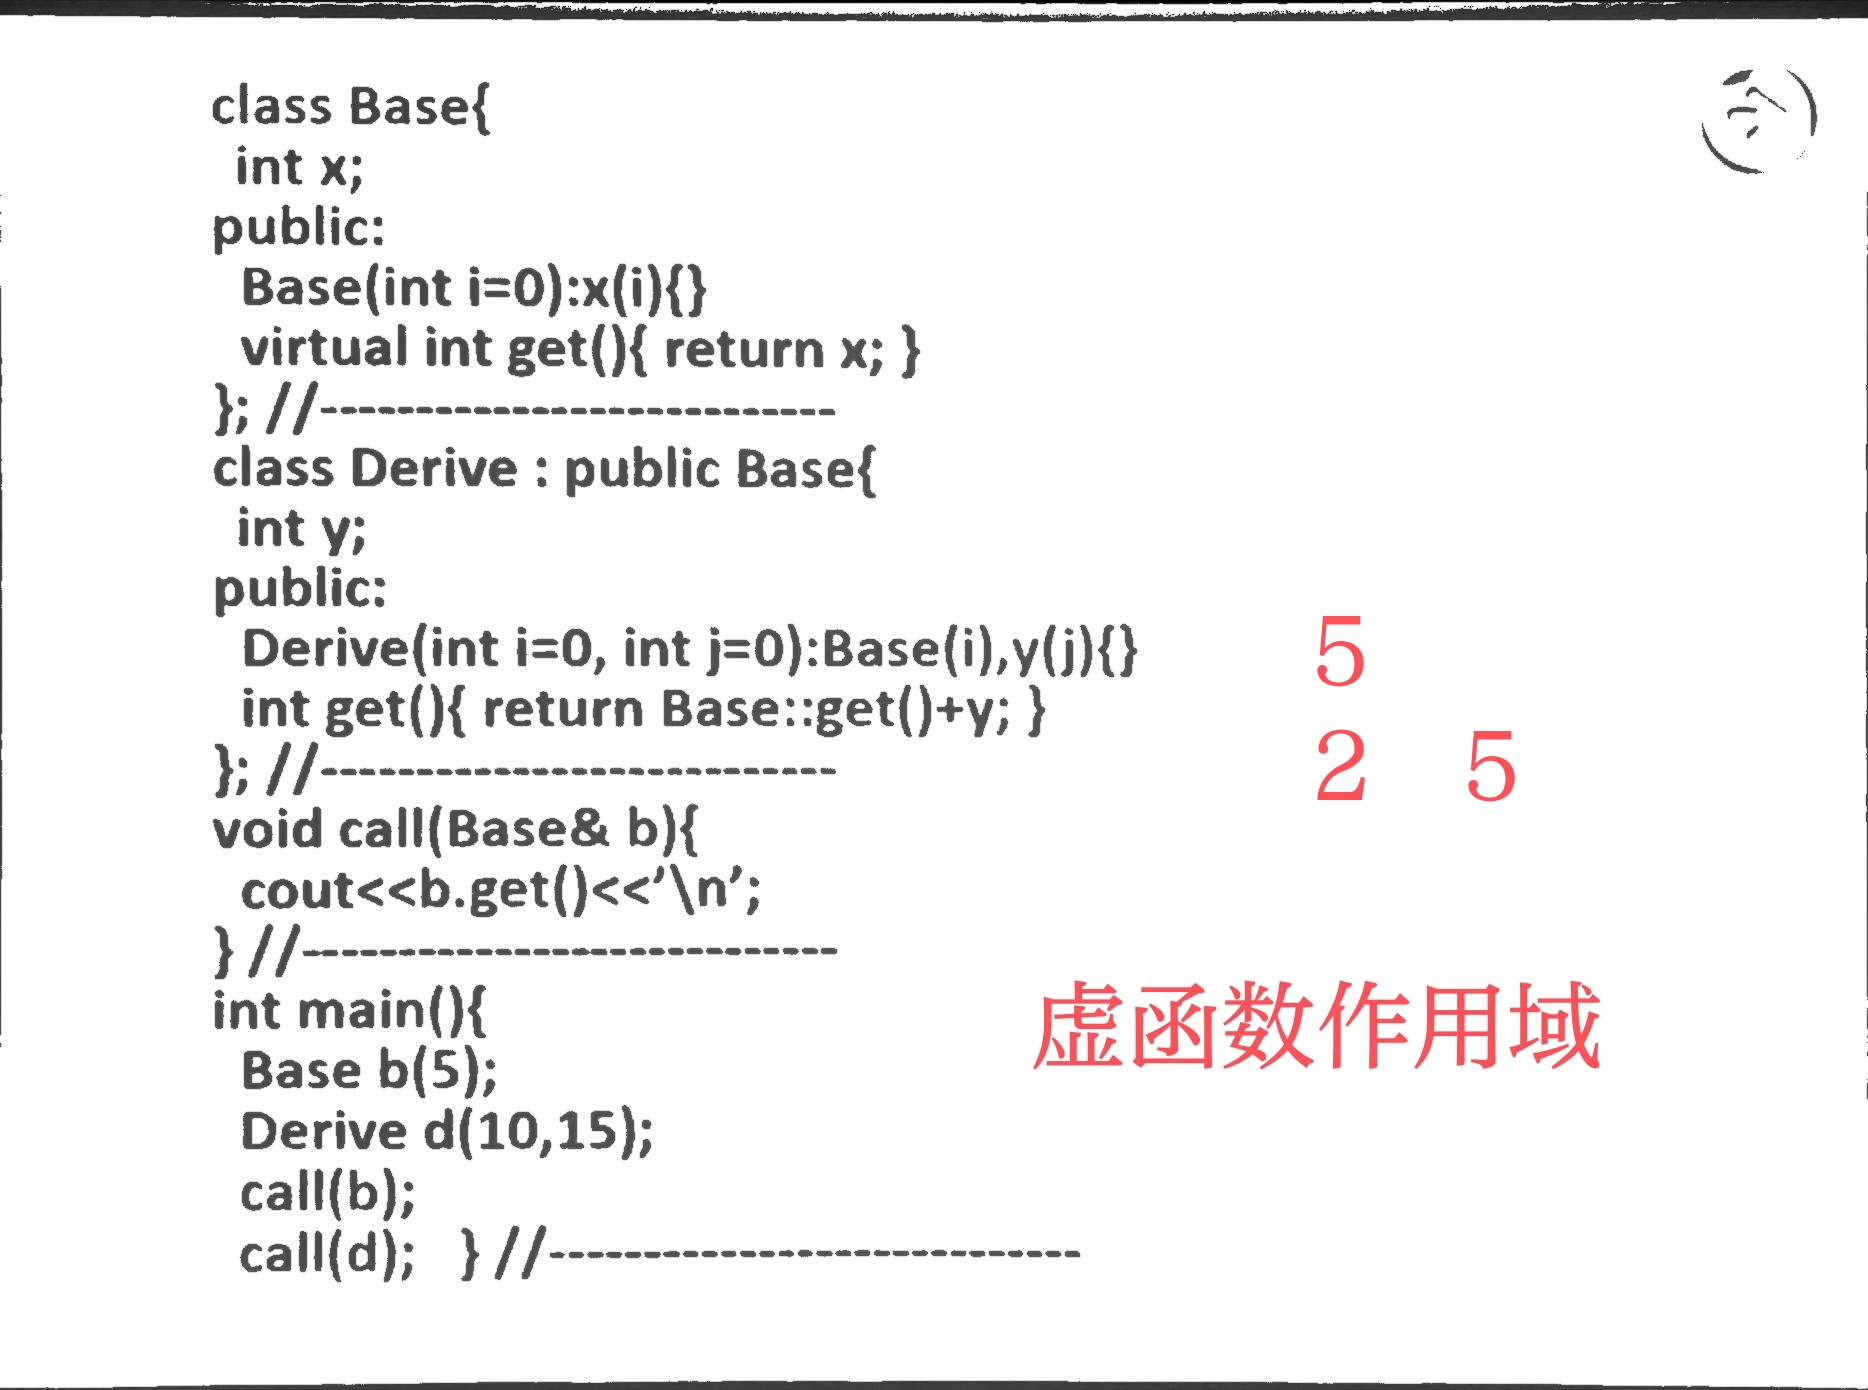 class Base{
int x;
public:
Base(int i=0):x(i){}
virtual int get(){ return x; }
}; //----------------------------
class Derive : public Base{
int y;
public:
Derive(int i=0, int j=0):Base(i),y(j){}
int get(){ return Base::get()+y; }
}; //----------------------------
void call(Base& b){
cout<<b.get()<<’\n’;
} //-----------------------------
int main(){
Base b(5);
Derive d(10,15);
call(b);
call(d); } //-----------------------------
5
2 5
虚函数作用域